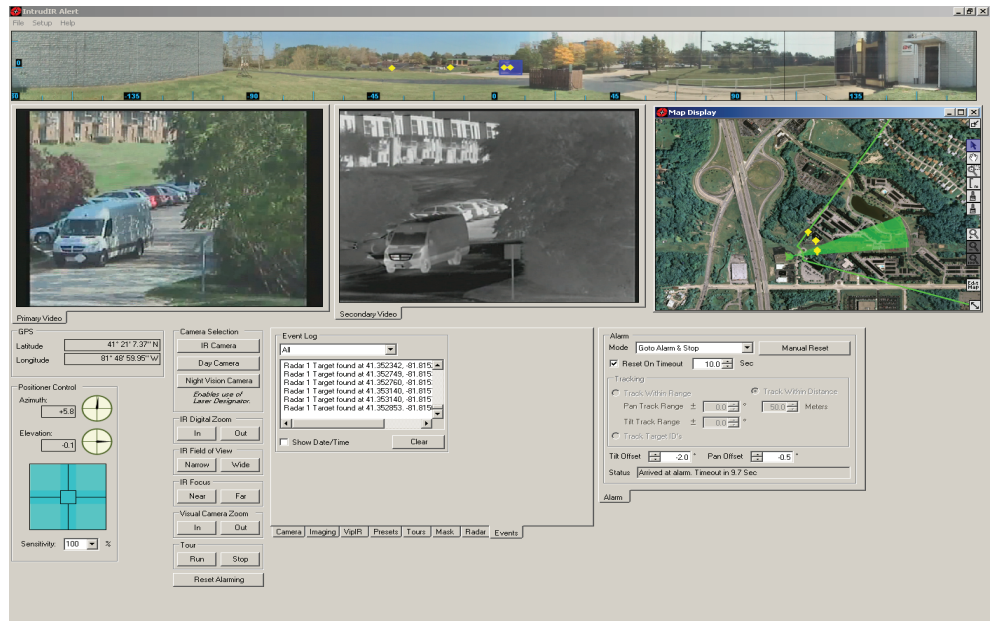 IntrudIR Alert
File Setup Help
0
-135 -90 -45 0 45 90 135
Map Display
Edit Map
Primary Video
Secondary Video
GPS
Latitude 41° 21' 7.37" N
Longitude 81° 48' 59.95" W
Positioner Control
Azimuth:
+5.8
Elevation:
-0.1
Sensitivity: 100 %
Camera Selection
IR Camera
Day Camera
Night Vision Camera
Enables use of
Laser Designator.
IR Digital Zoom
In Out
IR Field of View
Narrow Wide
IR Focus
Near Far
Visual Camera Zoom
In Out
Tour
Run Stop
Reset Alarming
Event Log
All
Radar 1 Target found at 41.352342, -81.815
Radar 1 Target found at 41.352749, -81.815
Radar 1 Target found at 41.352760, -81.815
Radar 1 Target found at 41.353140, -81.815
Radar 1 Target found at 41.353140, -81.815
Radar 1 Target found at 41.352853, -81.815
Show Date/Time Clear
Camera Imaging VipIR Presets Tours Mask Radar Events
Alarm
Mode Goto Alarm & Stop Manual Reset
Reset On Timeout 10.0 Sec
Tracking
Track Within Range Track Within Distance
Pan Track Range ± 0.0 ° 50.0 Meters
Tilt Track Range ± 0.0 °
Track Target ID's
Tilt Offset -2.0 ° Pan Offset -0.5 °
Status Arrived at alarm. Timeout in 9.7 Sec
Alarm